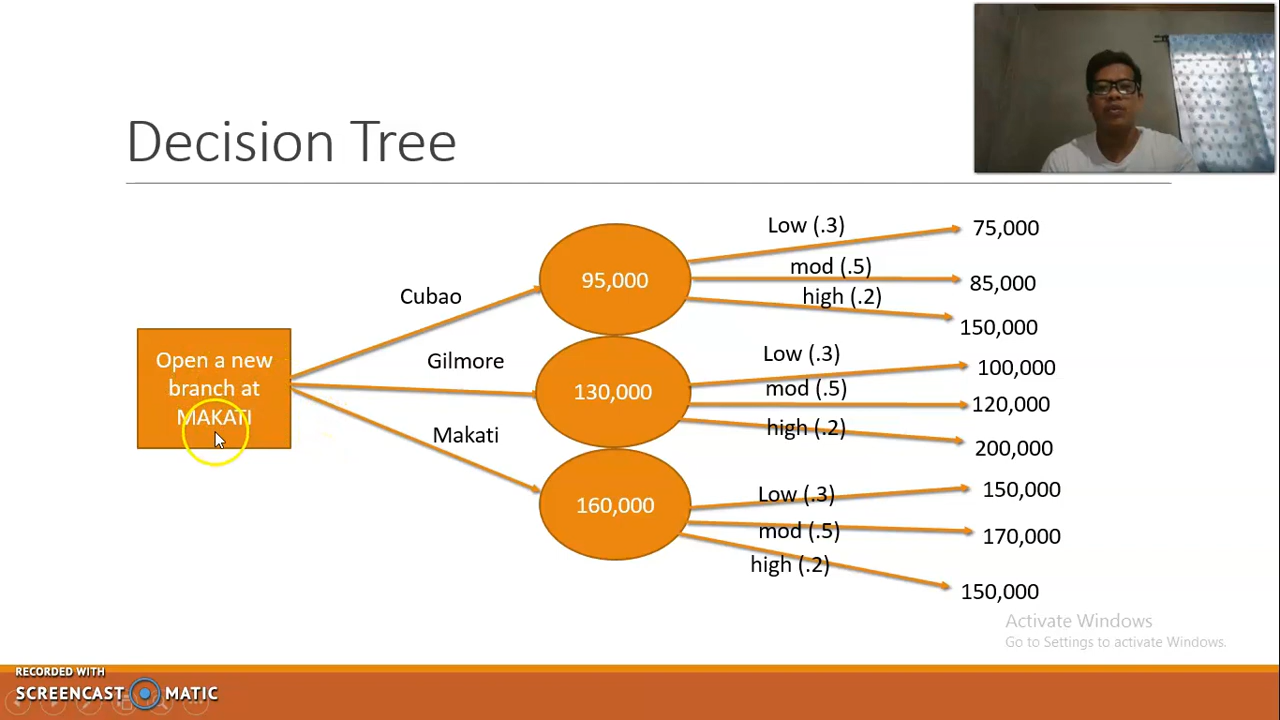 Decision Tree
Open a new
branch at
MAKATI
Cubao
Gilmore
Makati
95,000
130,000
160,000
Low (.3)
mod (.5)
high (.2)
75,000
85,000
150,000
Low (.3)
mod (.5)
high (.2)
100,000
120,000
200,000
Low (.3)
mod (.5)
high (.2)
150,000
170,000
150,000
Activate Windows
Go to Settings to activate Windows.
RECORDED WITH
SCREENCAST MATIC